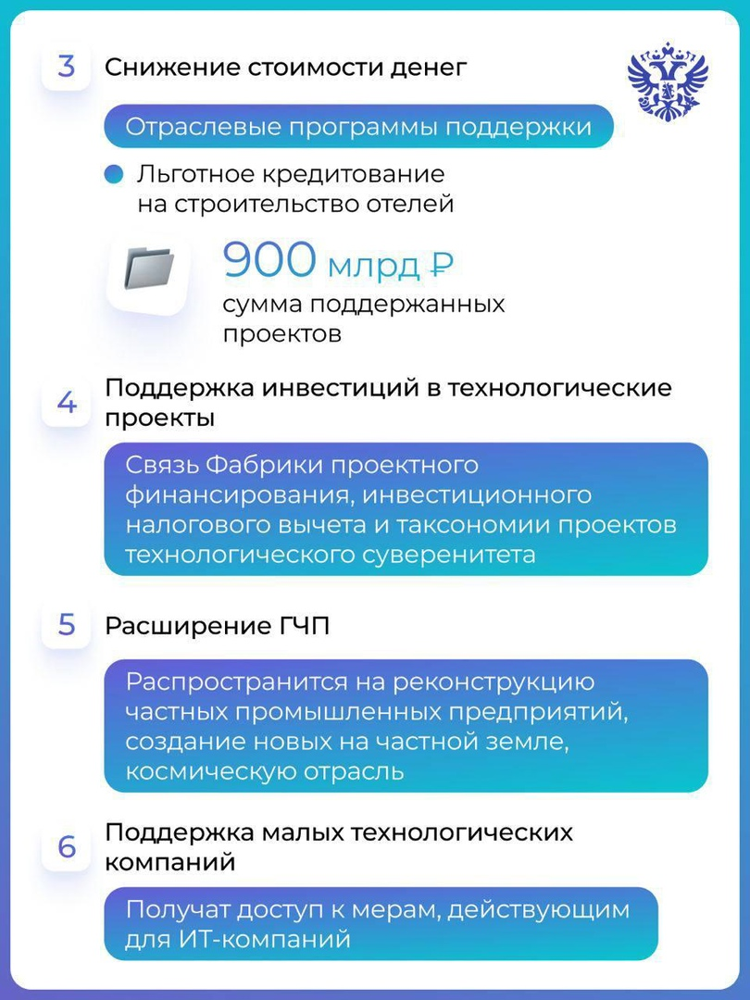 3
Снижение стоимости денег
Отраслевые программы поддержки
Льготное кредитование
на строительство отелей
900 млрд ₽
сумма поддержанных
проектов
4
Поддержка инвестиций в технологические
проекты
Связь Фабрики проектного
финансирования, инвестиционного
налогового вычета и таксономии проектов
технологического суверенитета
5
Расширение ГЧП
Распространится на реконструкцию
частных промышленных предприятий,
создание новых на частной земле,
космическую отрасль
6
Поддержка малых технологических
компаний
Получат доступ к мерам, действующим
для ИТ-компаний